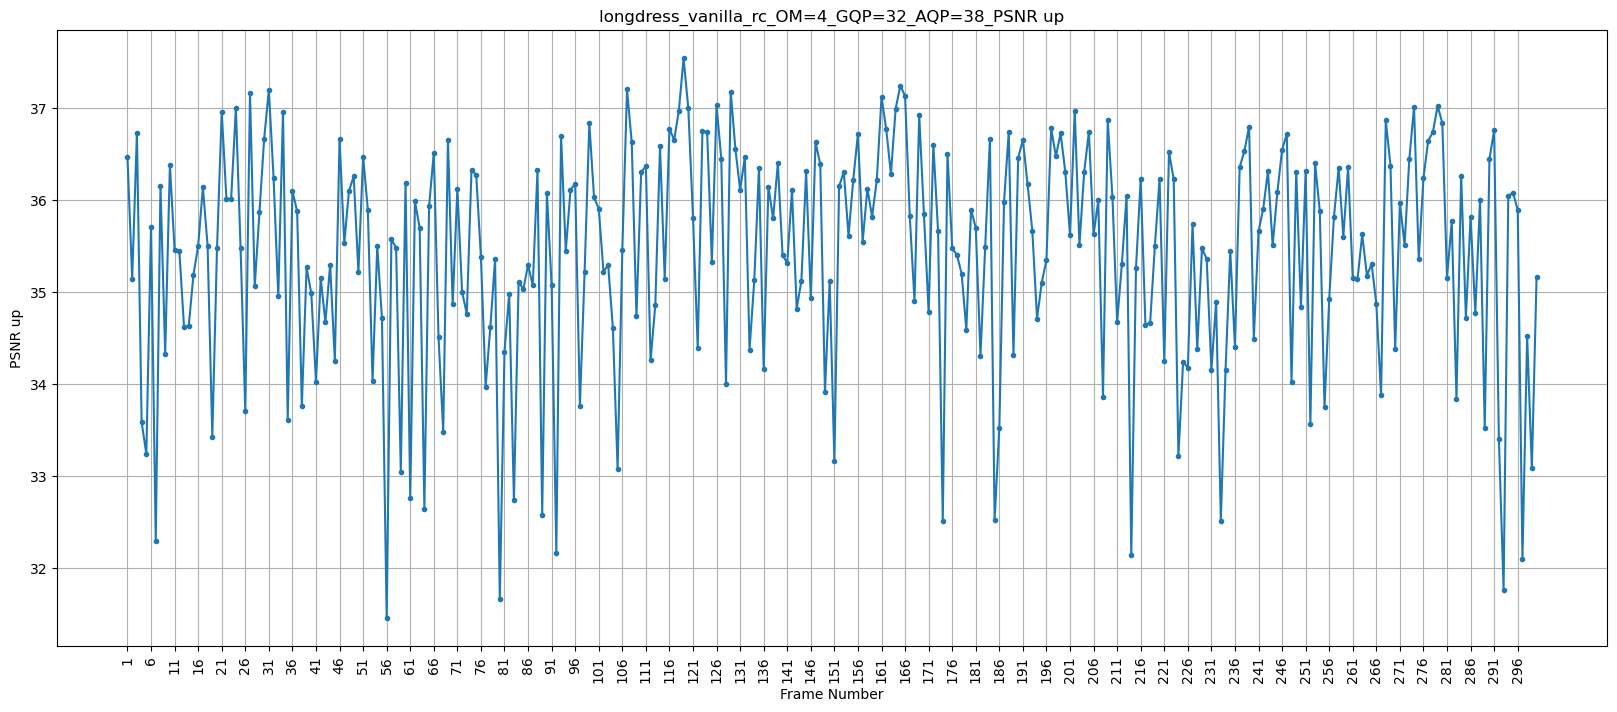 longdress_vanilla_rc_OM=4_GQP=32_AQP=38_PSNR up
37
36
35
34
33
32
PSNR up
1 6 11 16 21 26 31 36 41 46 51 56 61 66 71 76 81 86 91 96 101 106 111 116 121 126 131 136 141 146 151 156 161 166 171 176 181 186 191 196 201 206 211 216 221 226 231 236 241 246 251 256 261 266 271 276 281 286 291 296
Frame Number